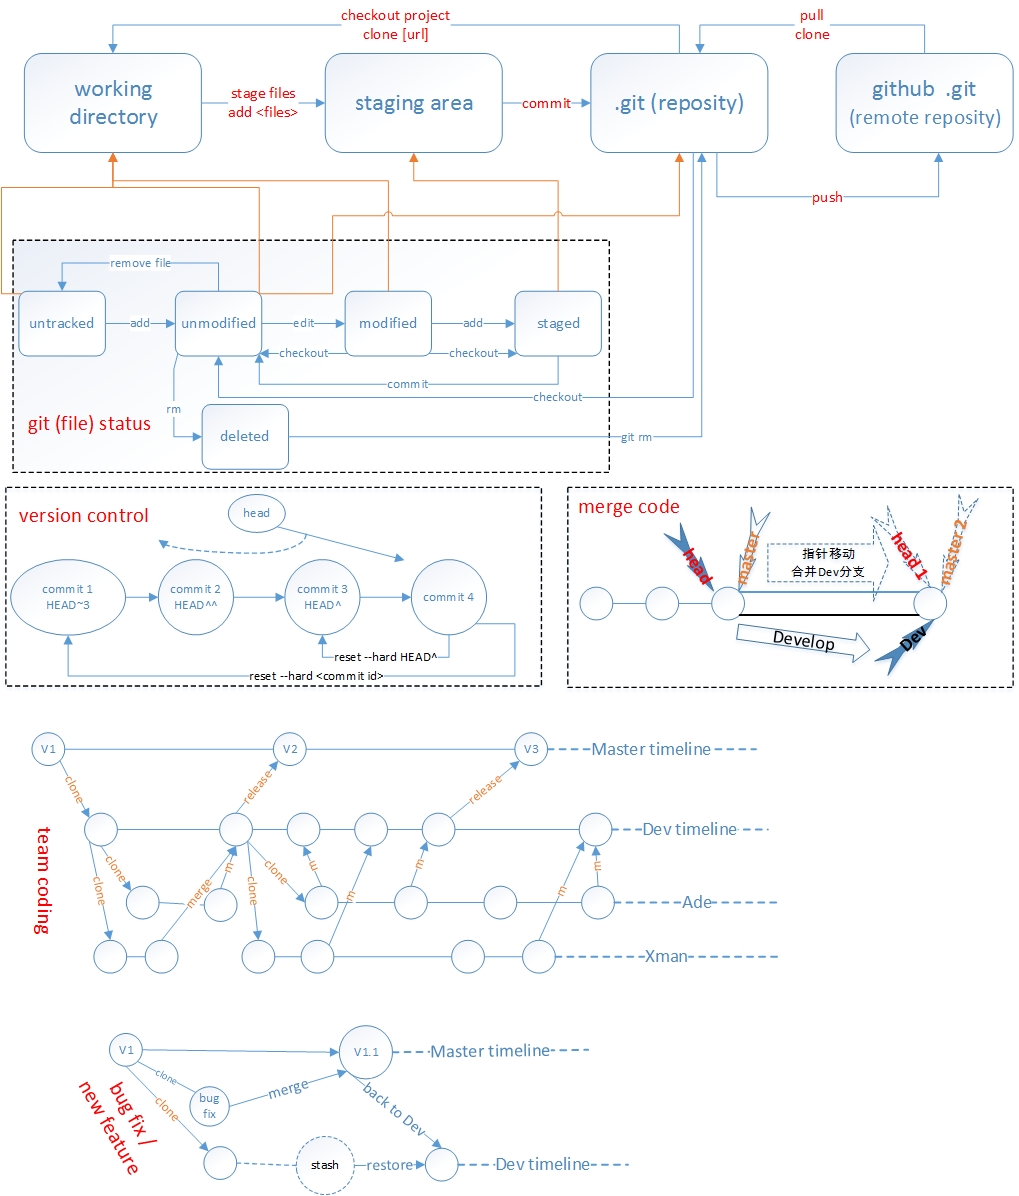 checkout project
clone [url]
pull
clone
working
directory
stage files
add <files>
staging area
commit
.git (reposity)
github .git
(remote reposity)
push
remove file
untracked
add
unmodified
edit
modified
add
staged
checkout
checkout
commit
checkout
rm
git (file) status
deleted
git rm
version control
head
commit 1
HEAD~3
commit 2
HEAD^^
commit 3
HEAD^
commit 4
reset --hard HEAD^
reset --hard <commit id>
merge code
head
master
指针移动
合并Dev分支
head 1
master 2
Develop
Dev
V1
V2
V3
Master timeline
clone
release
release
team coding
Dev timeline
clone
clone
merge
m
clone
clone
m
m
m
m
m
Ade
Xman
V1
V1.1
Master timeline
clone
bug
fix
merge
clone
back to Dev
bug fix /
new feature
stash
restore
Dev timeline